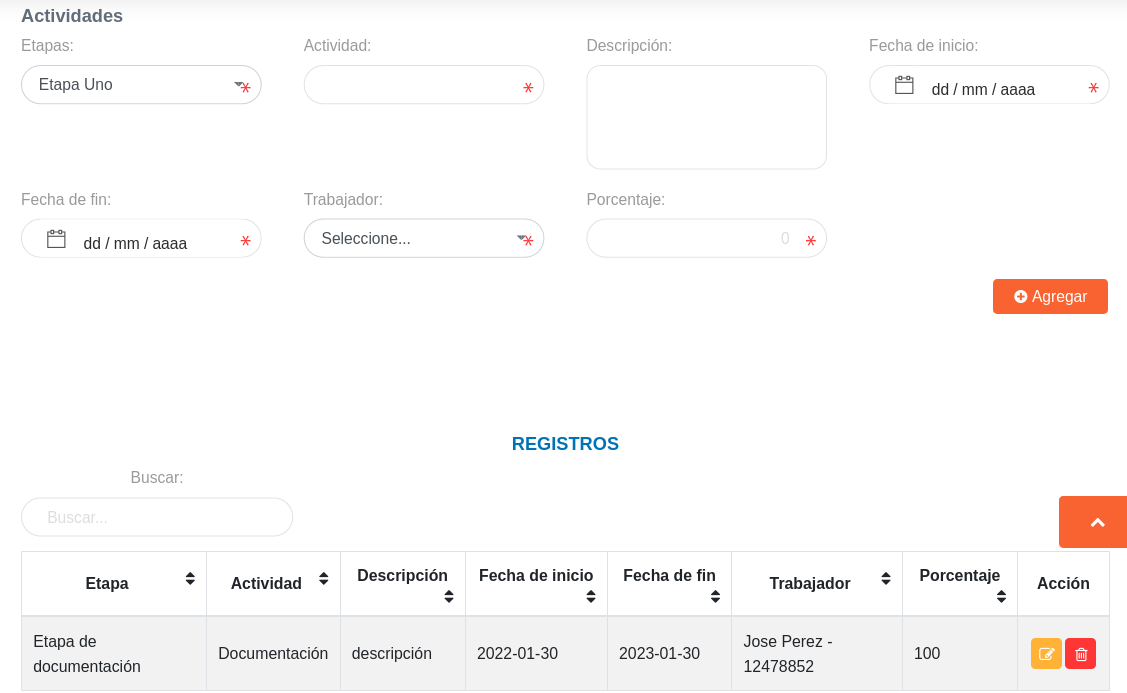 Actividades
Etapas: Actividad: Descripción: Fecha de inicio:
Etapa Uno * * dd / mm / aaaa *
*
Fecha de fin: Trabajador: Porcentaje:
dd / mm / aaaa * Seleccione... * 0 *
Agregar
REGISTROS
Buscar:
Buscar...
Etapa Actividad Descripción Fecha de inicio Fecha de fin Trabajador Porcentaje Acción
Etapa de documentación Documentación descripción 2022-01-30 2023-01-30 Jose Perez - 12478852 100